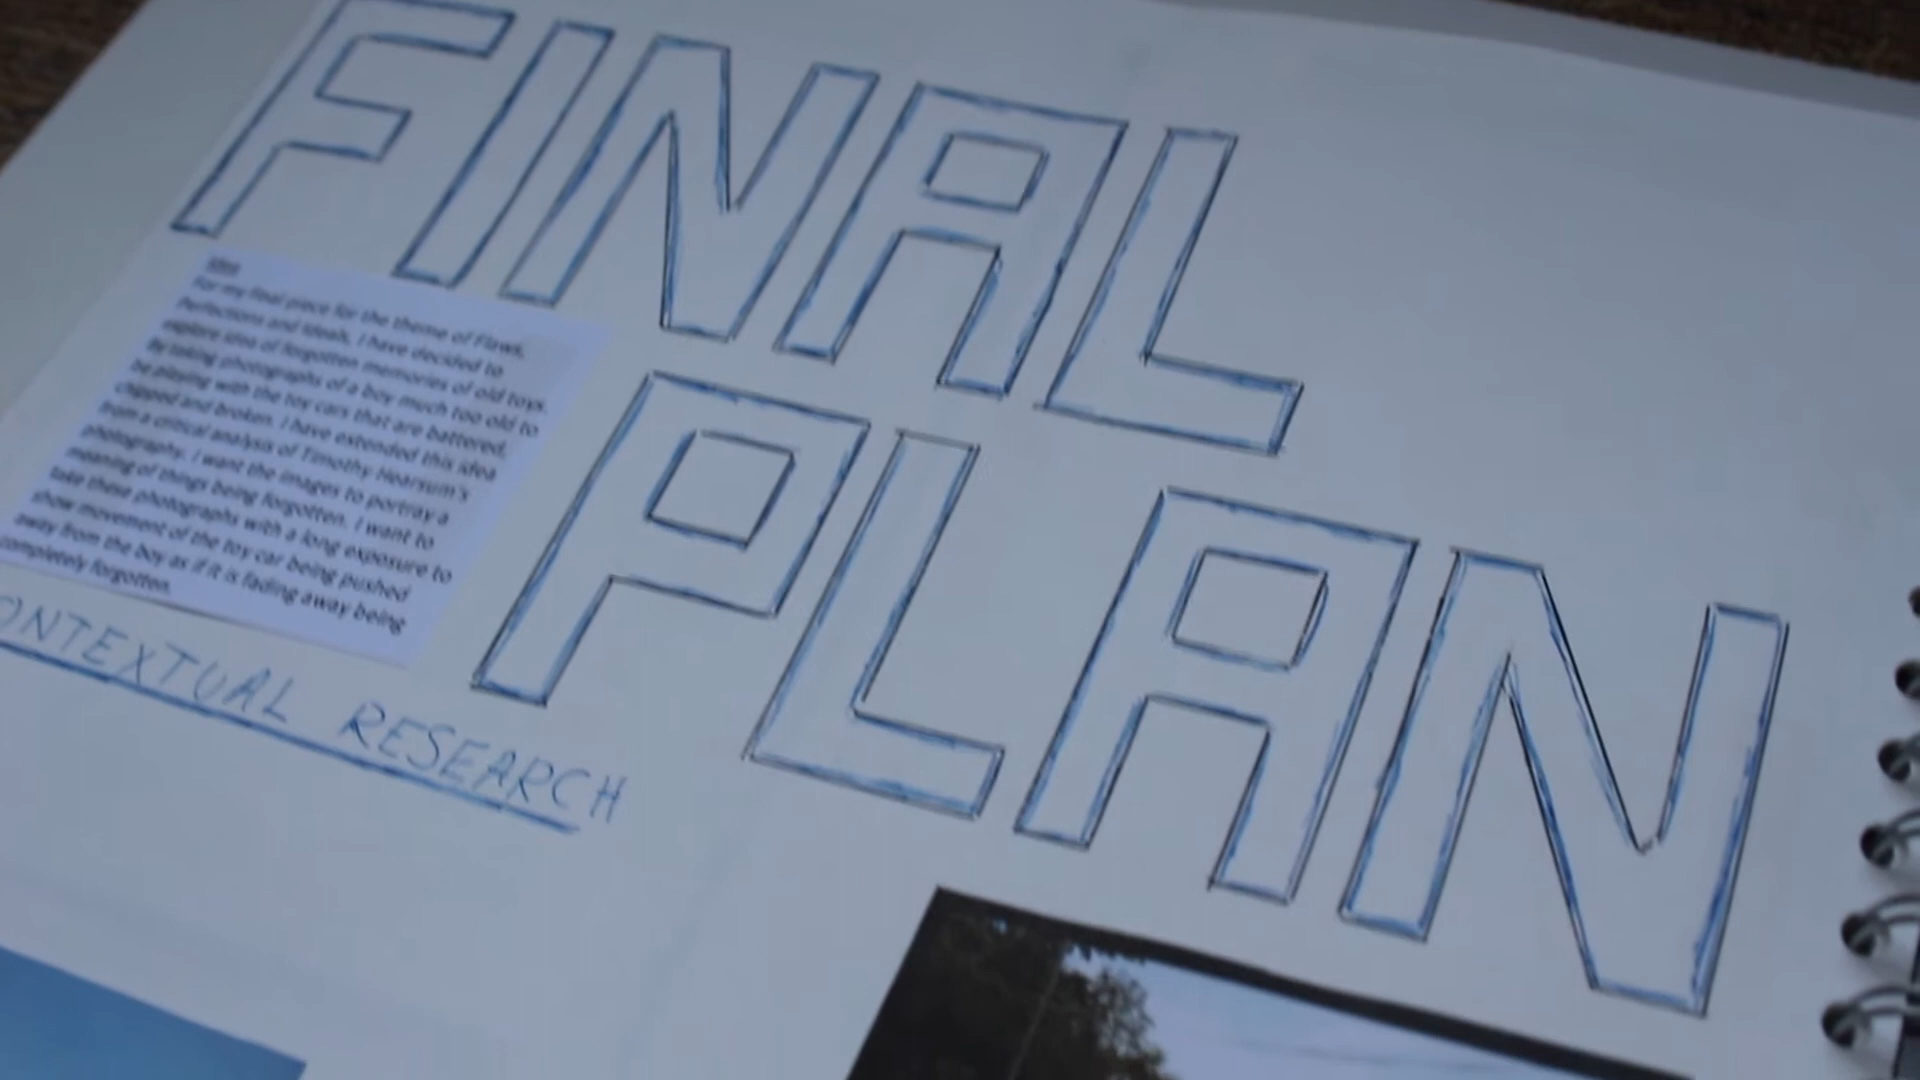 FINAL
PLAN
Idea
For my final piece for the theme of Flaws,
Perfections and Ideals, I have decided to
explore idea of forgotten memories of old toys.
By taking photographs of a boy much too old to
be playing with the toy cars that are battered,
chipped and broken. I have extended this idea
from a critical analysis of Timothy Hearsum's
photography. I want the images to portray a
meaning of things being forgotten. I want to
take these photographs with a long exposure to
show movement of the toy car being pushed
away from the boy as if it is fading away being
completely forgotten.
ONTEXTUAL RESEARCH